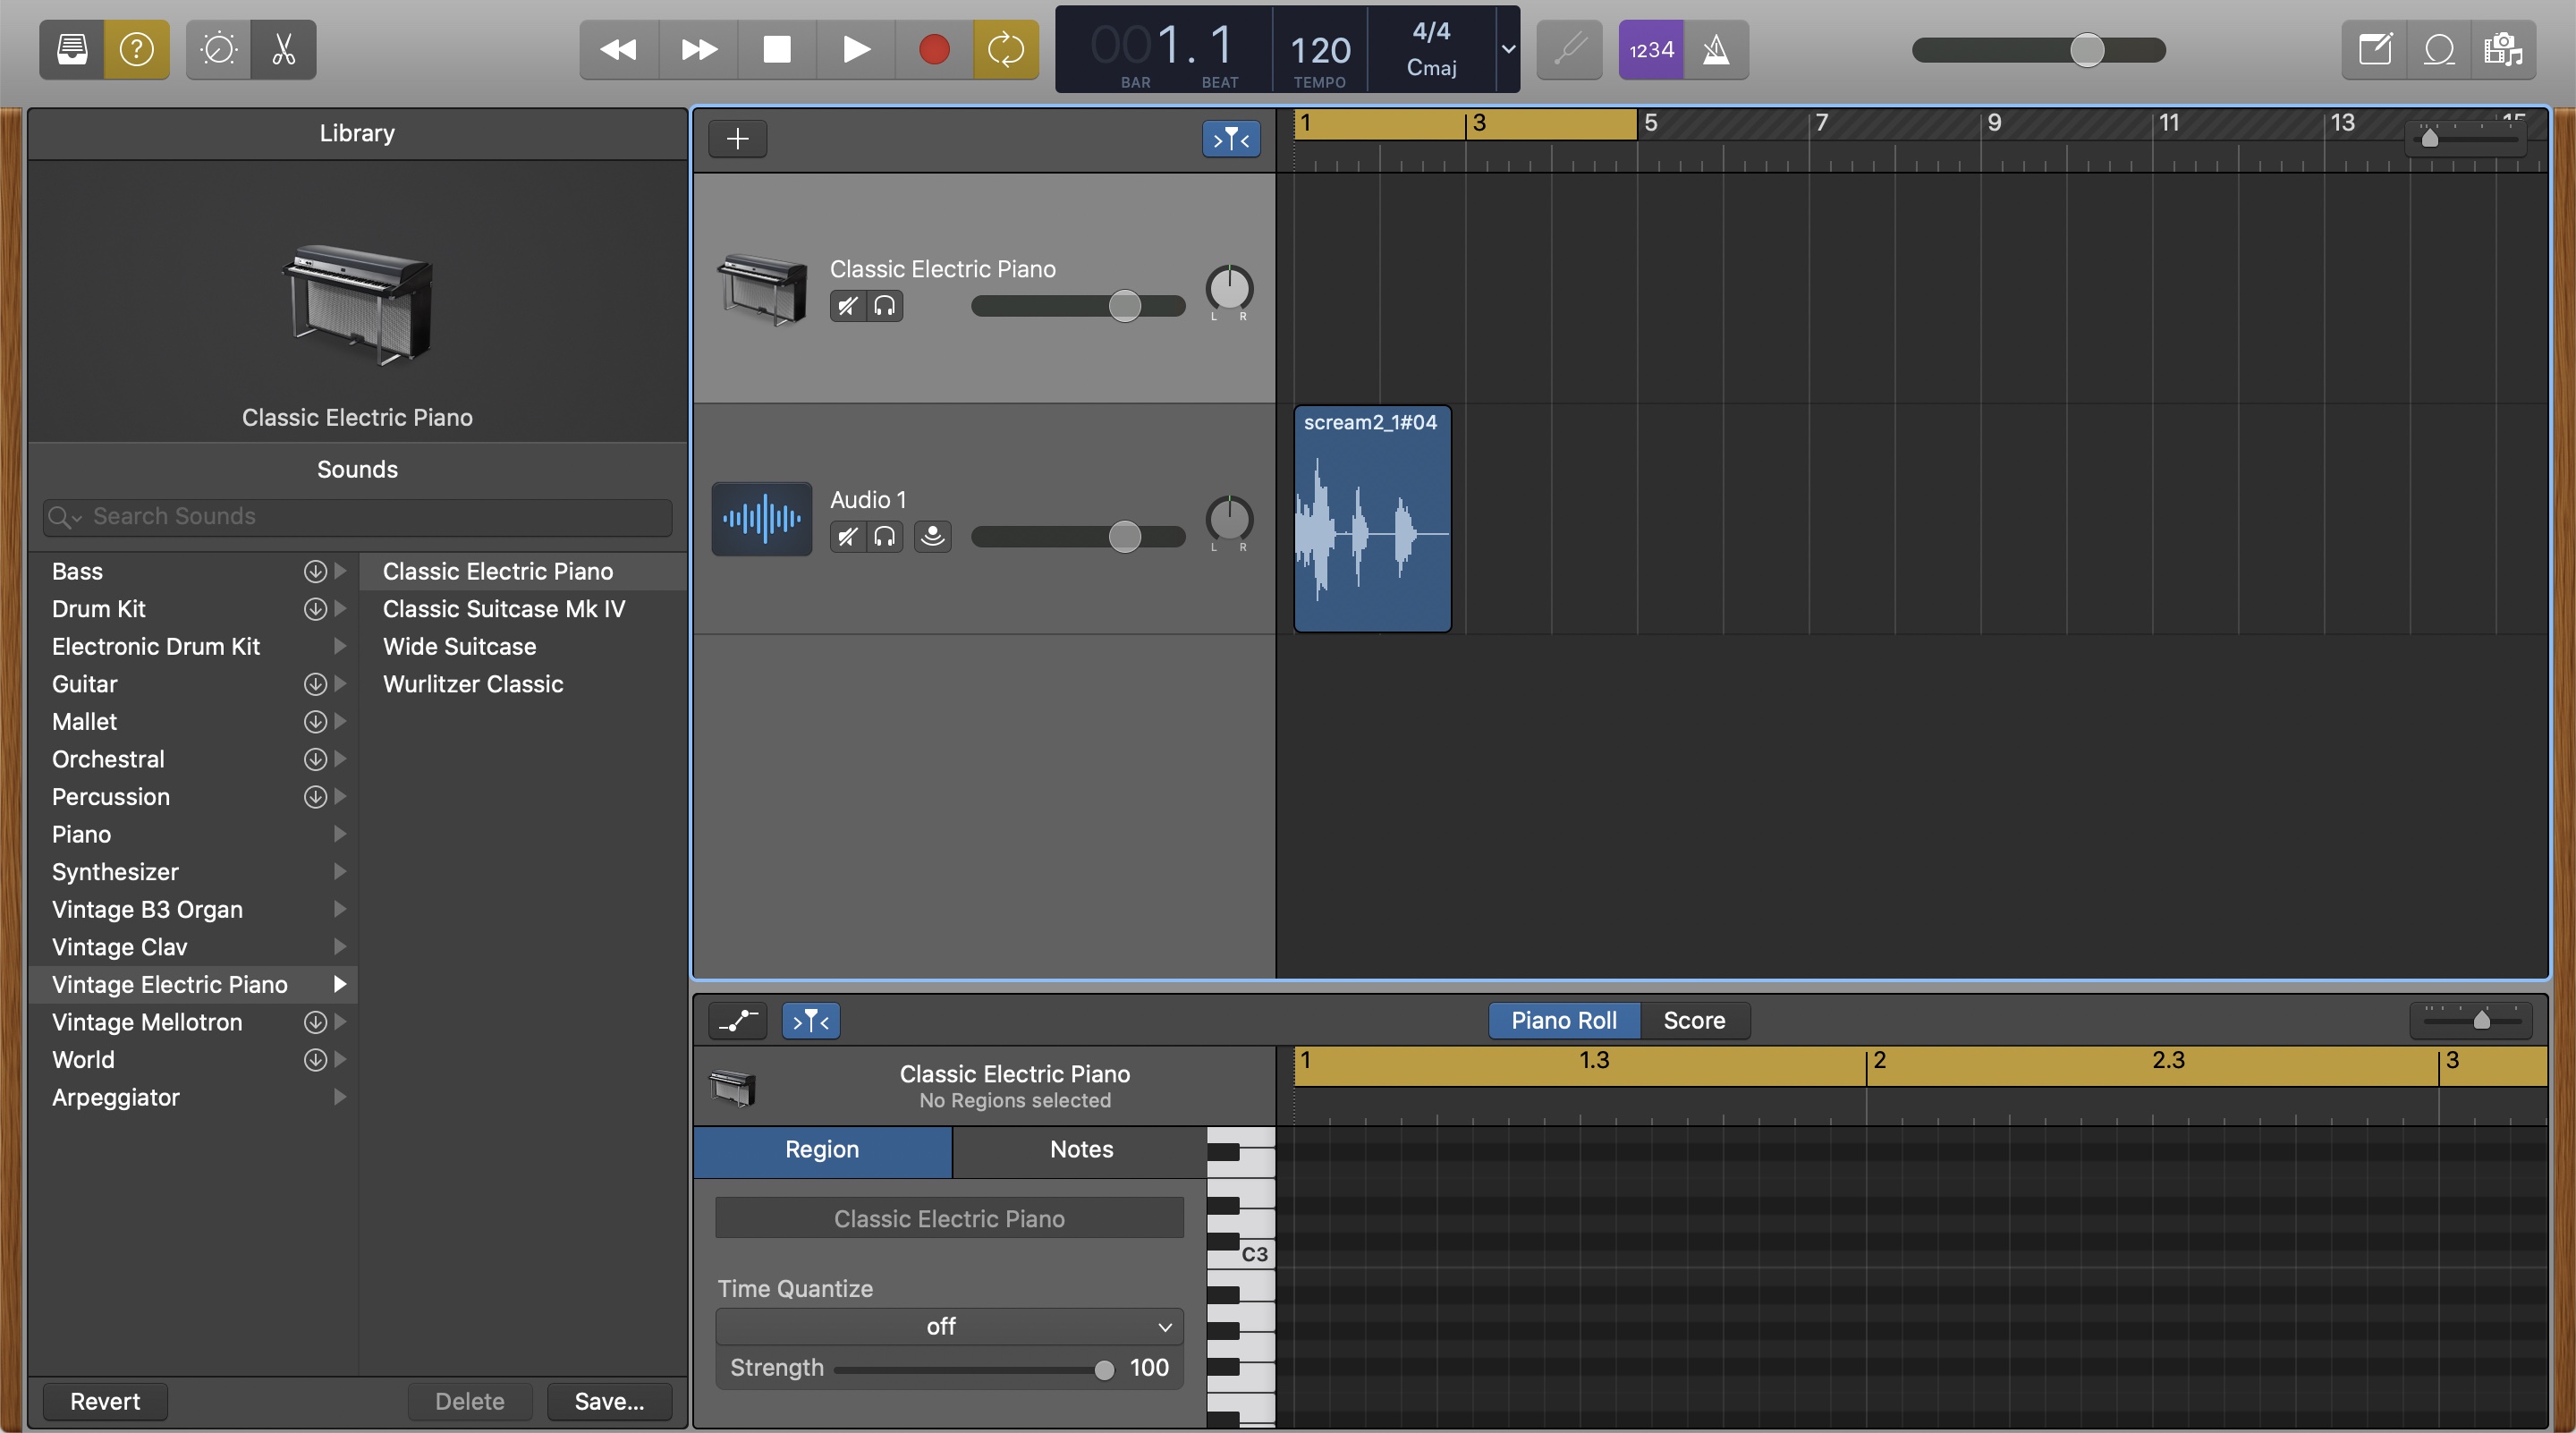 001. 1
BAR BEAT
120
TEMPO
4/4
Cmaj
1234
Library
Classic Electric Piano
Sounds
Search Sounds
Bass
Drum Kit
Electronic Drum Kit
Guitar
Mallet
Orchestral
Percussion
Piano
Synthesizer
Vintage B3 Organ
Vintage Clav
Vintage Electric Piano
Vintage Mellotron
World
Arpeggiator
Classic Electric Piano
Classic Suitcase Mk IV
Wide Suitcase
Wurlitzer Classic
Revert
Delete
Save...
1 3 5 7 9 11 13 15
Classic Electric Piano
L R
Audio 1
L R
scream2_1#04
Piano Roll
Score
Classic Electric Piano
No Regions selected
1 1.3 2 2.3 3
Region
Notes
Classic Electric Piano
Time Quantize
off
Strength 100
C3